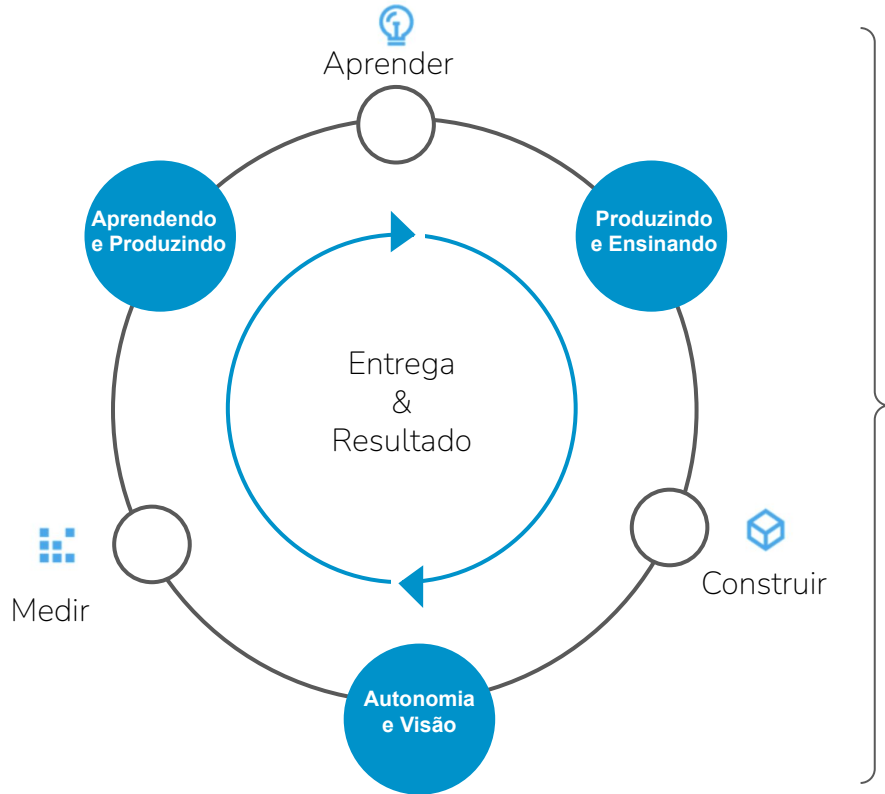 Aprender
Aprendendo
e Produzindo
Produzindo
e Ensinando
Entrega
&
Resultado
Medir
Construir
Autonomia
e Visão